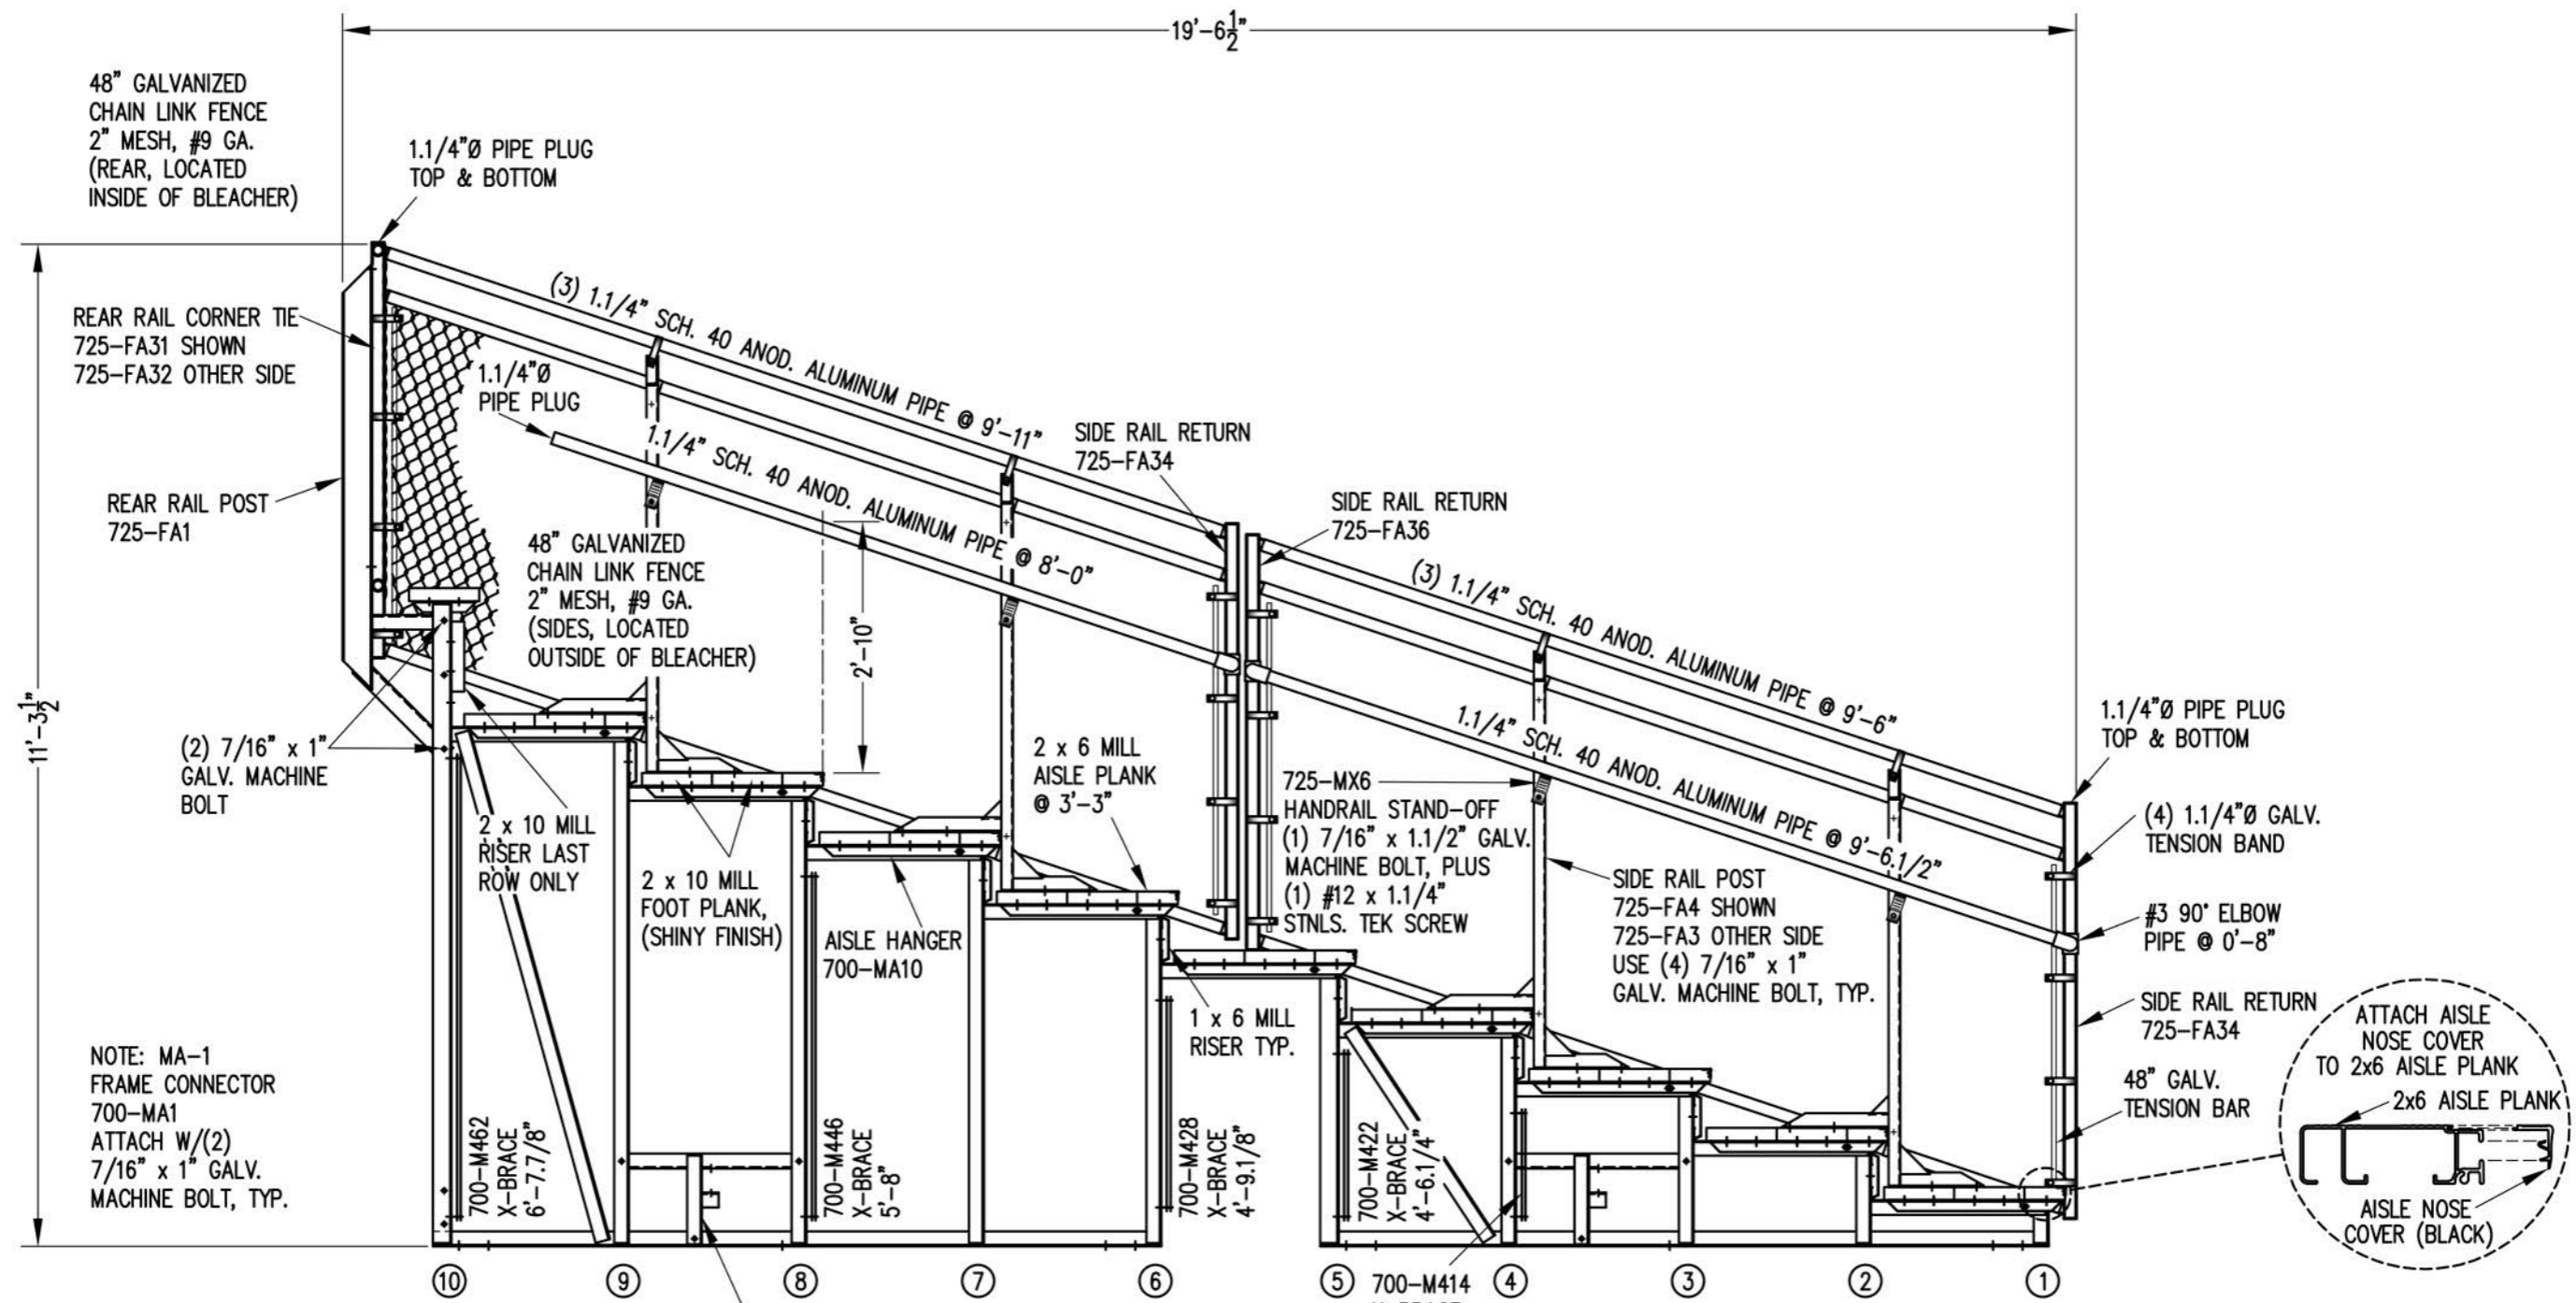 19'-6 1/2"
48" GALVANIZED
CHAIN LINK FENCE
2" MESH, #9 GA.
(REAR, LOCATED
INSIDE OF BLEACHER)
1.1/4"Ø PIPE PLUG
TOP & BOTTOM
REAR RAIL CORNER TIE
725-FA31 SHOWN
725-FA32 OTHER SIDE
(3) 1.1/4" SCH. 40 ANOD. ALUMINUM PIPE @ 9'-11"
1.1/4"Ø
PIPE PLUG
1.1/4" SCH. 40 ANOD. ALUMINUM PIPE @ 8'-0"
SIDE RAIL RETURN
725-FA34
SIDE RAIL RETURN
725-FA36
REAR RAIL POST
725-FA1
48" GALVANIZED
CHAIN LINK FENCE
2" MESH, #9 GA.
(SIDES, LOCATED
OUTSIDE OF BLEACHER)
2'-10"
(3) 1.1/4" SCH. 40 ANOD. ALUMINUM PIPE @ 9'-6"
1.1/4" SCH. 40 ANOD. ALUMINUM PIPE @ 9'-6.1/2"
11'-3 1/2"
(2) 7/16" x 1"
GALV. MACHINE
BOLT
2 x 10 MILL
RISER LAST
ROW ONLY
2 x 10 MILL
FOOT PLANK,
(SHINY FINISH)
AISLE HANGER
700-MA10
2 x 6 MILL
AISLE PLANK
@ 3'-3"
1 x 6 MILL
RISER TYP.
725-MX6
HANDRAIL STAND-OFF
(1) 7/16" x 1.1/2" GALV.
MACHINE BOLT, PLUS
(1) #12 x 1.1/4"
STNLS. TEK SCREW
SIDE RAIL POST
725-FA4 SHOWN
725-FA3 OTHER SIDE
USE (4) 7/16" x 1"
GALV. MACHINE BOLT, TYP.
1.1/4"Ø PIPE PLUG
TOP & BOTTOM
(4) 1.1/4"Ø GALV.
TENSION BAND
#3 90° ELBOW
PIPE @ 0'-8"
SIDE RAIL RETURN
725-FA34
48" GALV.
TENSION BAR
ATTACH AISLE
NOSE COVER
TO 2x6 AISLE PLANK
2x6 AISLE PLANK
AISLE NOSE
COVER (BLACK)
NOTE: MA-1
FRAME CONNECTOR
700-MA1
ATTACH W/(2)
7/16" x 1" GALV.
MACHINE BOLT, TYP.
700-M462
X-BRACE
6'-7.7/8"
700-M446
X-BRACE
5'-8"
700-M428
X-BRACE
4'-9.1/8"
700-M422
X-BRACE
4'-6.1/4"
10 9 8 7 6 5 4 3 2 1
700-M414